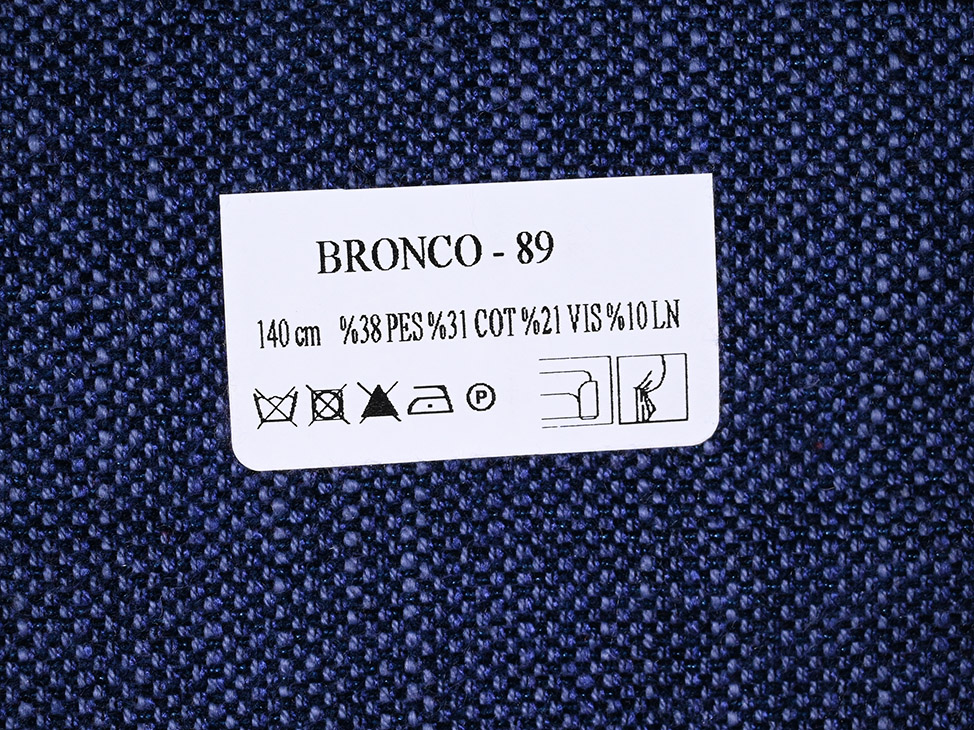 BRONCO - 89
140 cm %38 PES %31 COT %21 VIS %10 LN
P